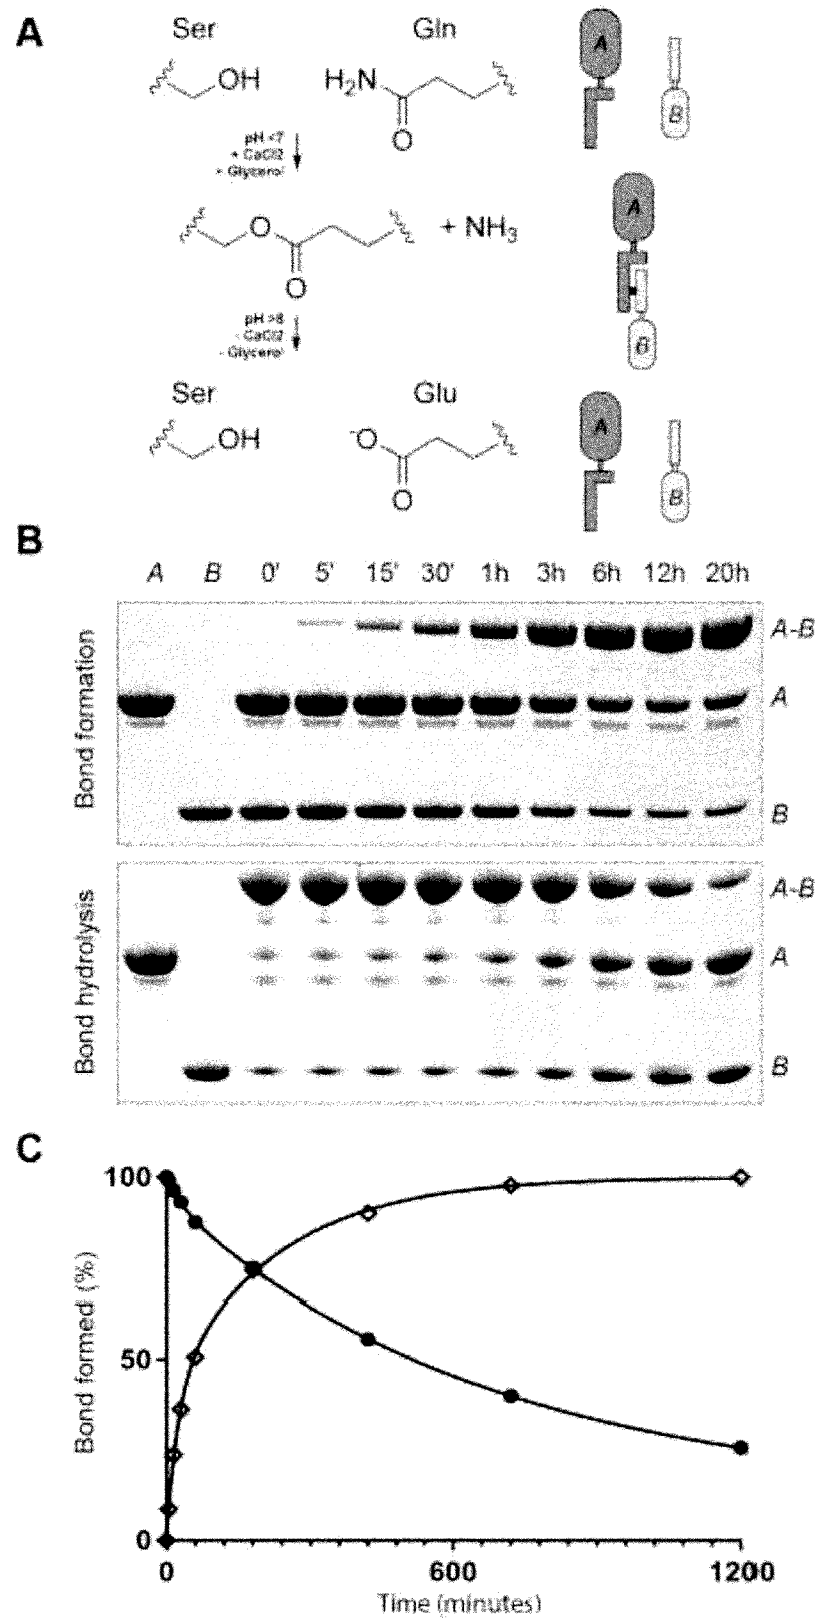 A
Ser Gln
OH H₂N O
A B
pH <7
+ CaCl2
+ Glycerol
O O + NH₃
A
B
pH >8
- CaCl2
- Glycerol
Ser Glu
OH ⁻O O
A B
B
A B 0' 5' 15' 30' 1h 3h 6h 12h 20h
Bond formation
A-B
A
B
Bond hydrolysis
A-B
A
B
C
Bond formed (%)
100
50
0
0 600 1200
Time (minutes)